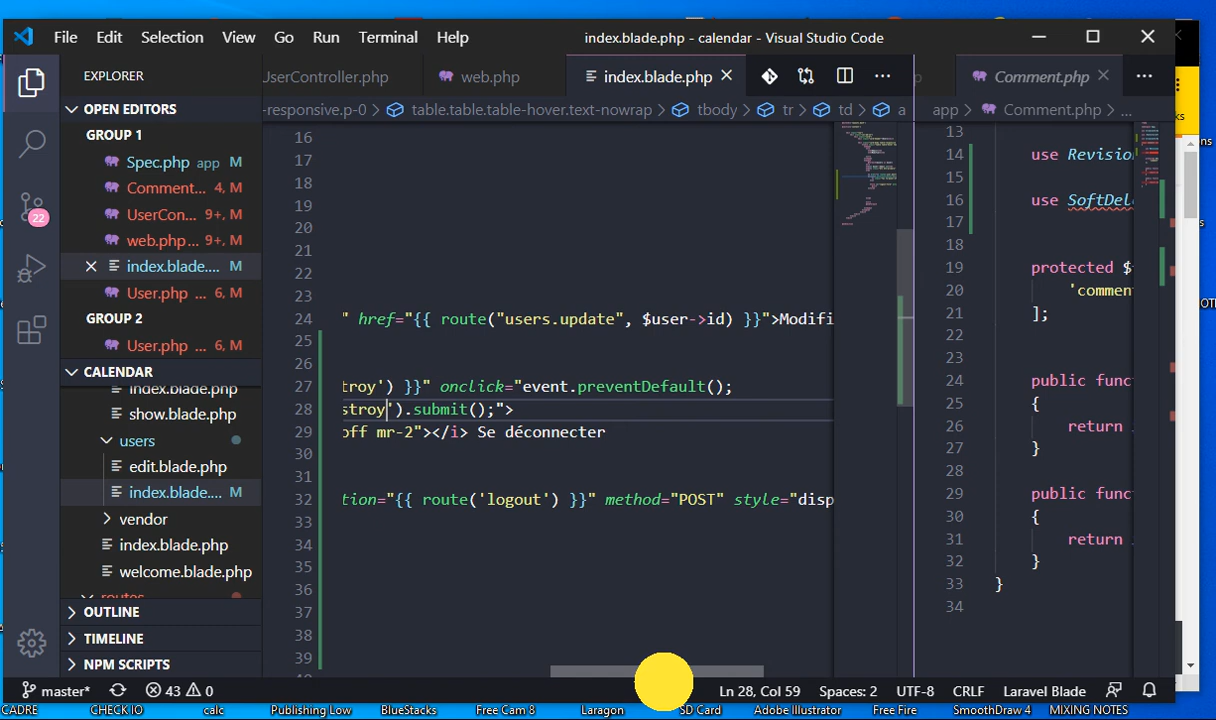 File Edit Selection View Go Run Terminal Help index.blade.php - calendar - Visual Studio Code
EXPLORER
UserController.php web.php index.blade.php Comment.php
OPEN EDITORS
-responsive.p-0 > table.table.table-hover.text-nowrap > tbody > tr > td > a
app > Comment.php > ...
GROUP 1
Spec.php app M
Comment... 4, M
UserCon... 9+, M
web.php... 9+, M
index.blade.... M
User.php ... 6, M
GROUP 2
User.php ... 6, M
CALENDAR
index.blade.php
show.blade.php
users
edit.blade.php
index.blade.... M
vendor
index.blade.php
welcome.blade.php
routes
OUTLINE
TIMELINE
NPM SCRIPTS
22
16
17
18
19
20
21
22
23
24 " href="{{ route("users.update", $user->id) }}">Modifi
25
26
27 troy') }}" onclick="event.preventDefault();
28 stroy').submit();">
29 off mr-2"></i> Se déconnecter
30
31
32 tion="{{ route('logout') }}" method="POST" style="disp
33
34
35
36
37
38
39
13
14 use Revision
15
16 use SoftDel
17
18
19 protected $
20 'commen
21 ];
22
23
24 public func
25 {
26 return
27 }
28
29 public func
30 {
31 return
32 }
33 }
34
master* 43 0 Ln 28, Col 59 Spaces: 2 UTF-8 CRLF Laravel Blade
CADRE CHECK IO calc Publishing Low BlueStacks Free Cam 8 Laragon SD Card Adobe Illustrator Free Fire SmoothDraw 4 MIXING NOTES